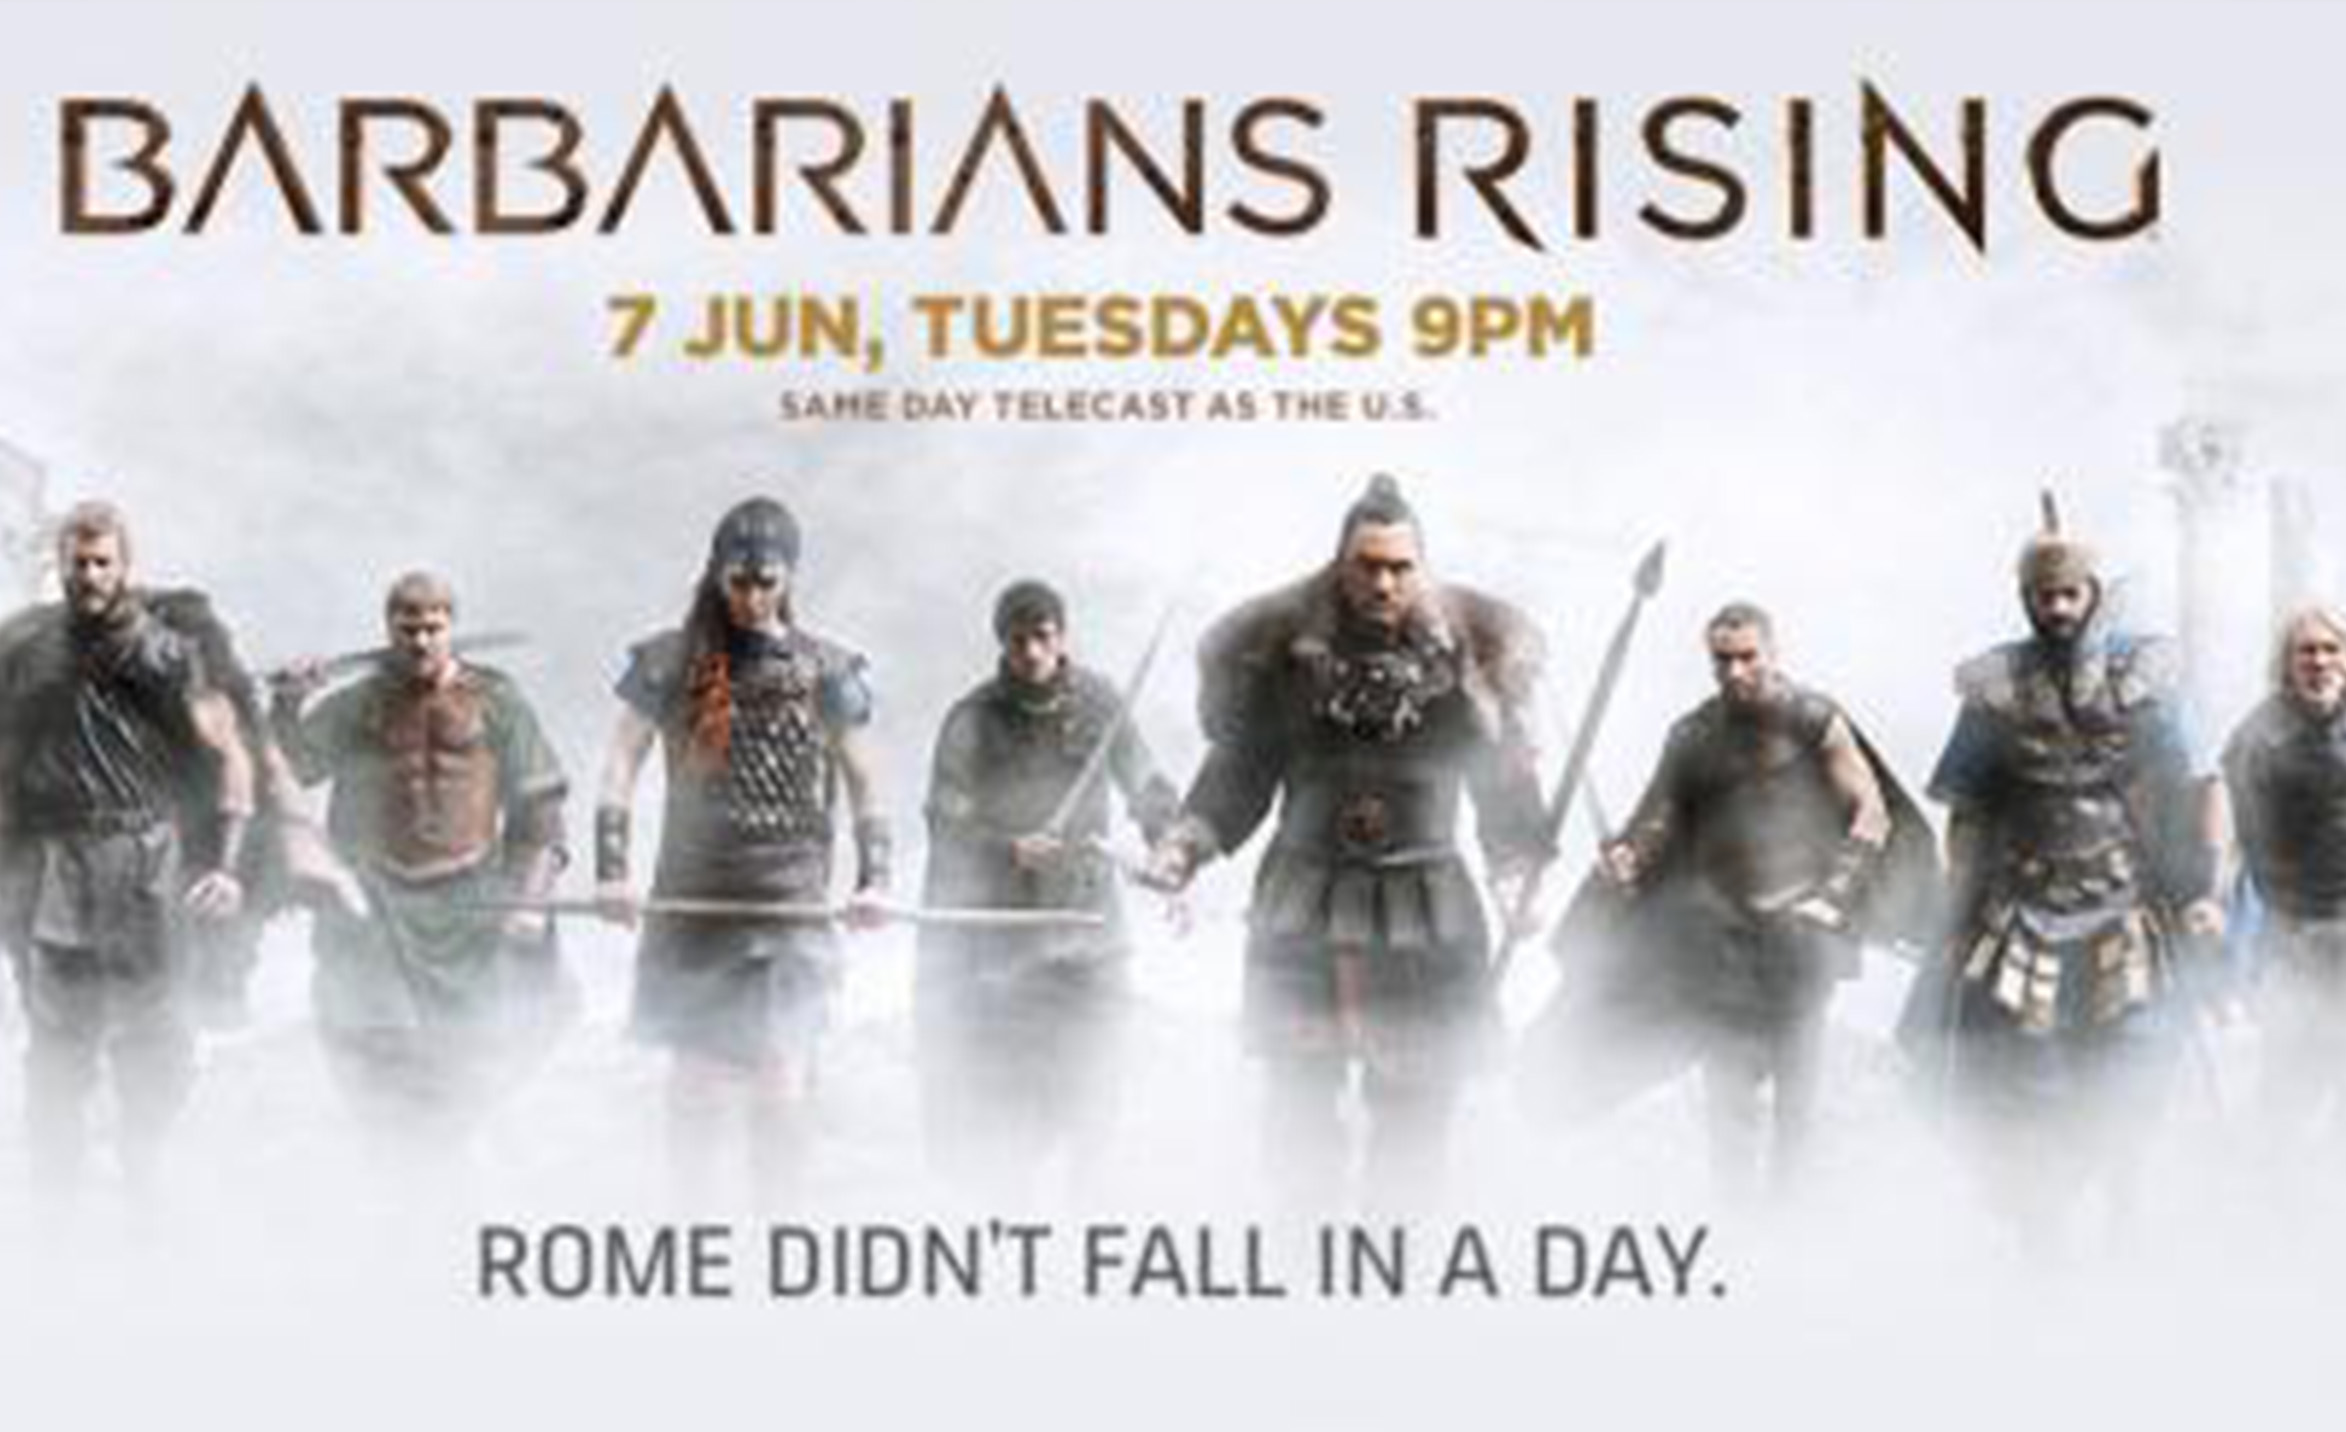 BARBARIANS RISING
7 JUN, TUESDAYS 9PM
SAME DAY TELECAST AS THE U.S.
ROME DIDN'T FALL IN A DAY.